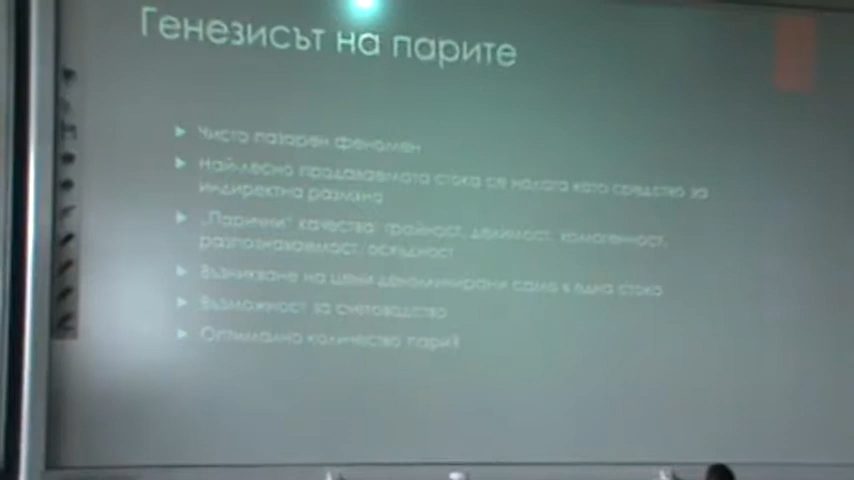 Генезисът на парите
Чисто пазарен феномен
Най-лесно продаваемата стока се налага като средство за
индиректна размяна
„Парични“ качества: трайност, делимост, хомогенност,
разпознаваемост, оскъдност
Възникване на цени деноминирани само в една стока
Възможност за счетоводство
Оптимално количество пари?